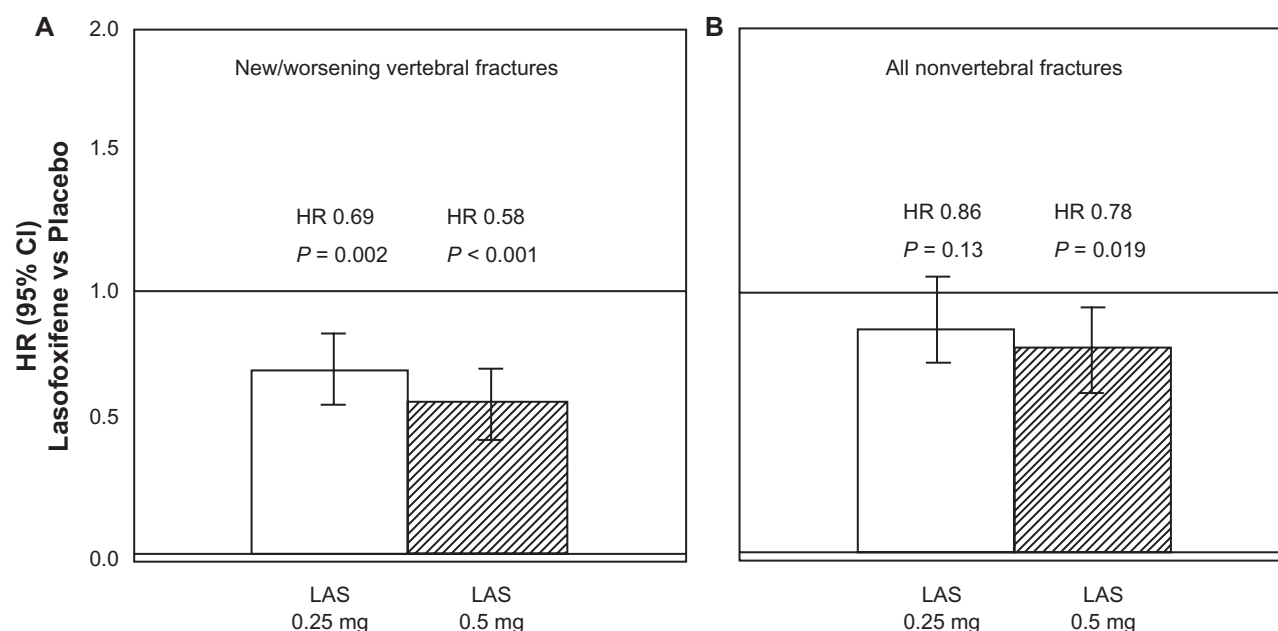 A
B
HR (95% CI)
Lasofoxifene vs Placebo
2.0
1.5
1.0
0.5
0.0
New/worsening vertebral fractures
HR 0.69 HR 0.58
P = 0.002 P < 0.001
LAS LAS
0.25 mg 0.5 mg
All nonvertebral fractures
HR 0.86 HR 0.78
P = 0.13 P = 0.019
LAS LAS
0.25 mg 0.5 mg